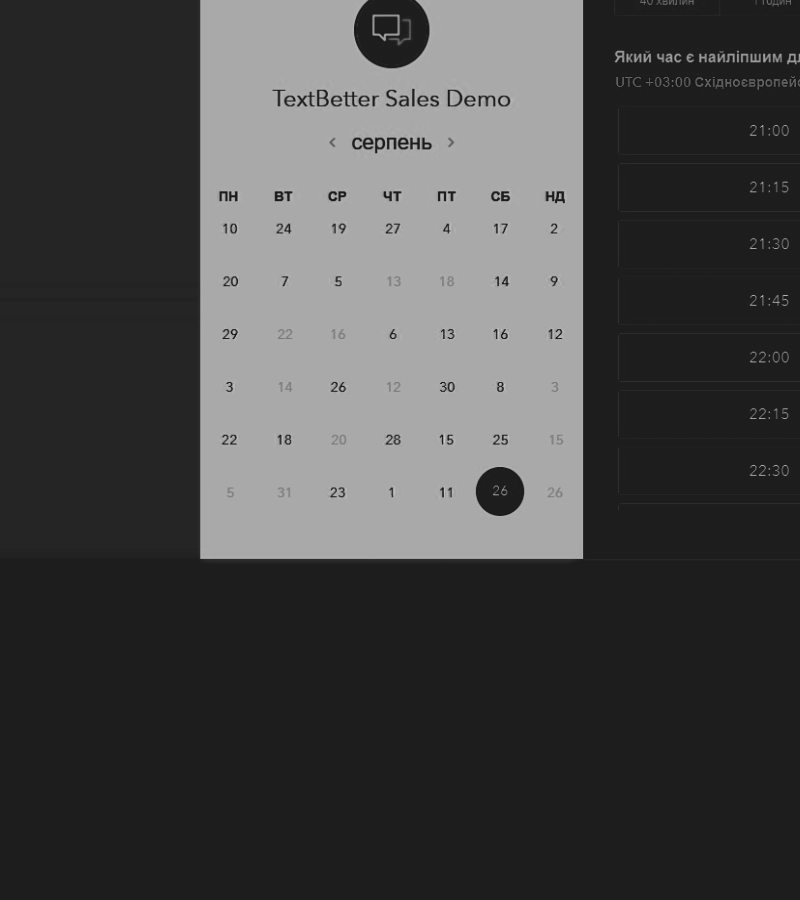 TextBetter Sales Demo
серпень
ПН ВТ СР ЧТ ПТ СБ НД
10 24 19 27 4 17 2
20 7 5 13 18 14 9
29 22 16 6 13 16 12
3 14 26 12 30 8 3
22 18 20 28 15 25 15
5 31 23 1 11 26 26
40 хвилин 1 годин
Який час є найліпшим
UTC +03:00
21:00
21:15
21:30
21:45
22:00
22:15
22:30